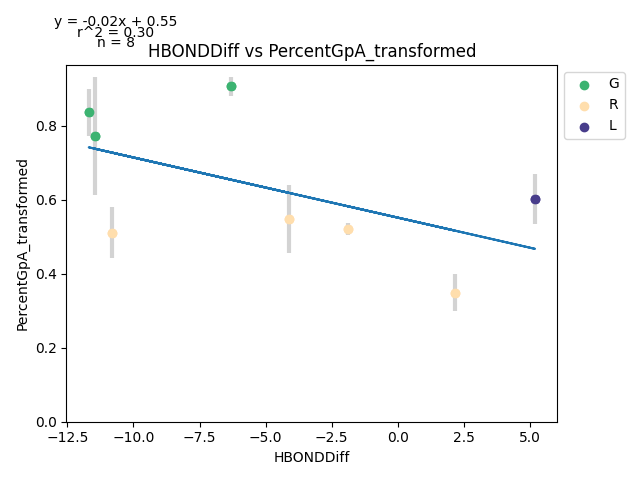 y = -0.02x + 0.55
r^2 = 0.30
n = 8
HBONDDiff vs PercentGpA_transformed
G
R
L
PercentGpA_transformed
0.8
0.6
0.4
0.2
0.0
−12.5 −10.0 −7.5 −5.0 −2.5 0.0 2.5 5.0
HBONDDiff